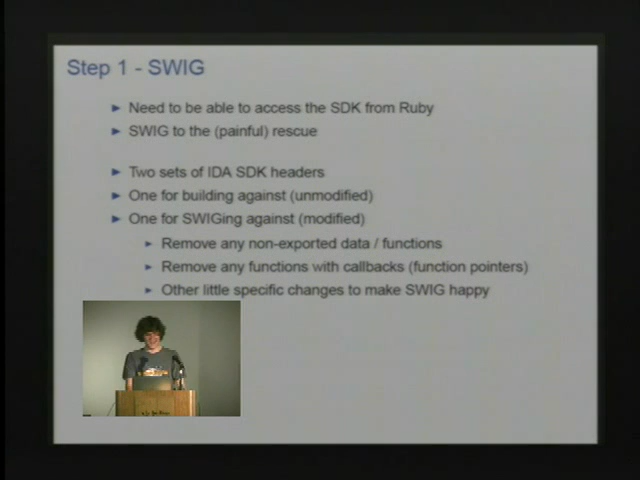 Step 1 - SWIG
► Need to be able to access the SDK from Ruby
► SWIG to the (painful) rescue
► Two sets of IDA SDK headers
► One for building against (unmodified)
► One for SWIGing against (modified)
► Remove any non-exported data / functions
► Remove any functions with callbacks (function pointers)
► Other little specific changes to make SWIG happy